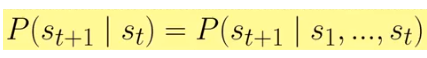 P(s_{t+1} | s_t) = P(s_{t+1} | s_1, ..., s_t)